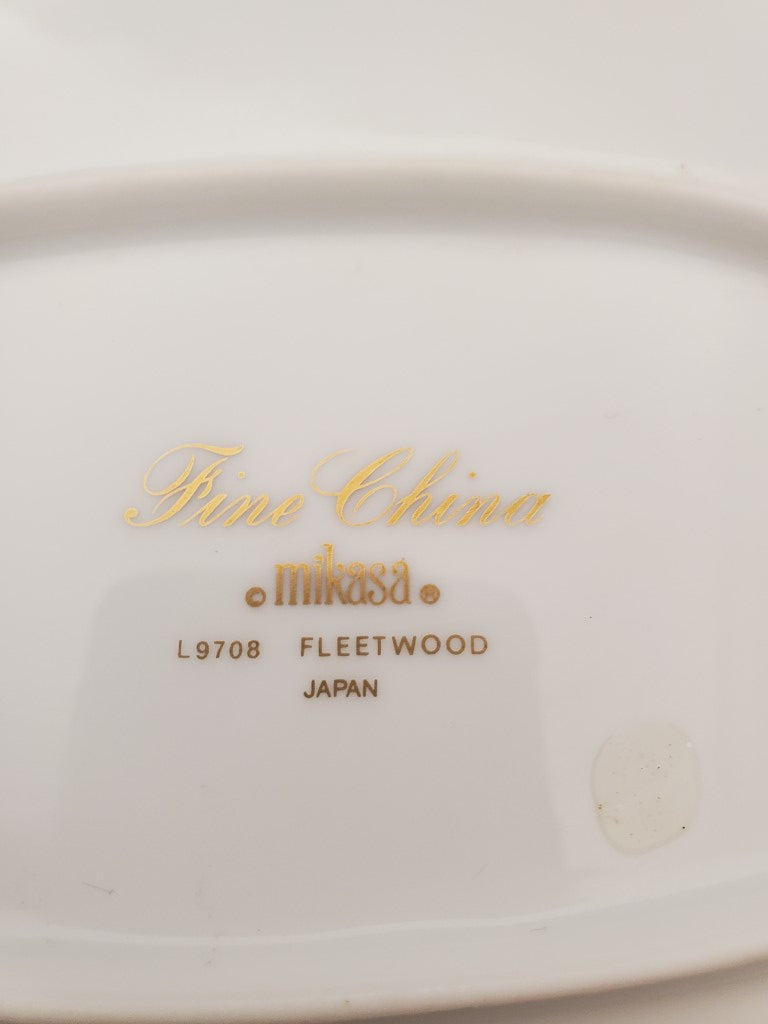 Fine China
© mikasa ®
L9708 FLEETWOOD
JAPAN